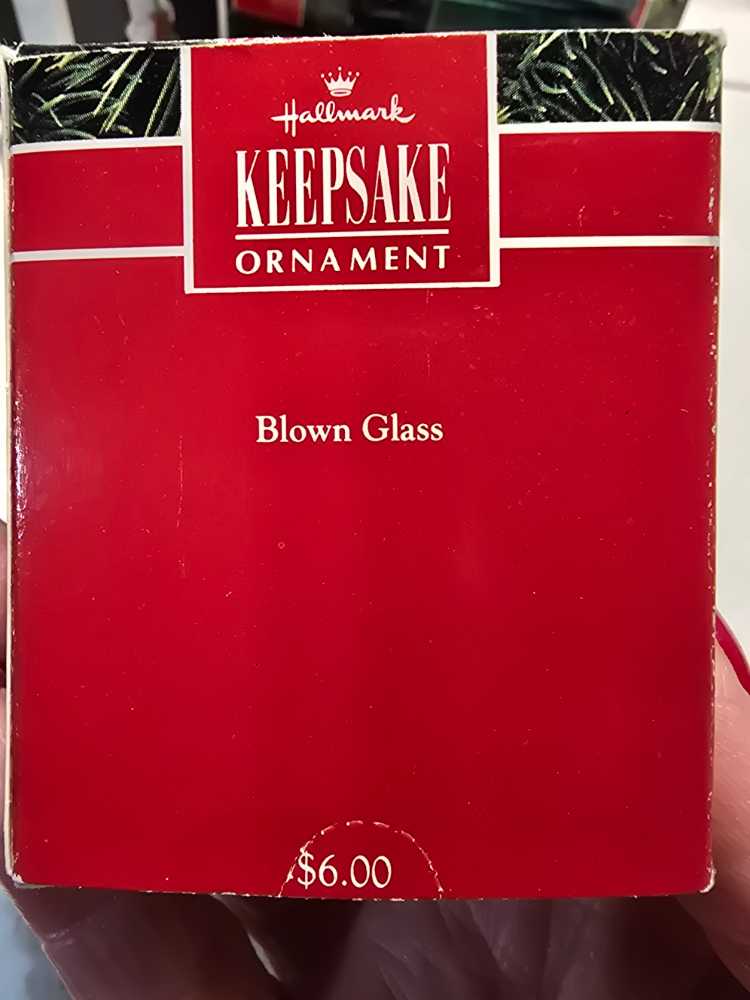 Hallmark
KEEPSAKE
ORNAMENT
Blown Glass
$6.00